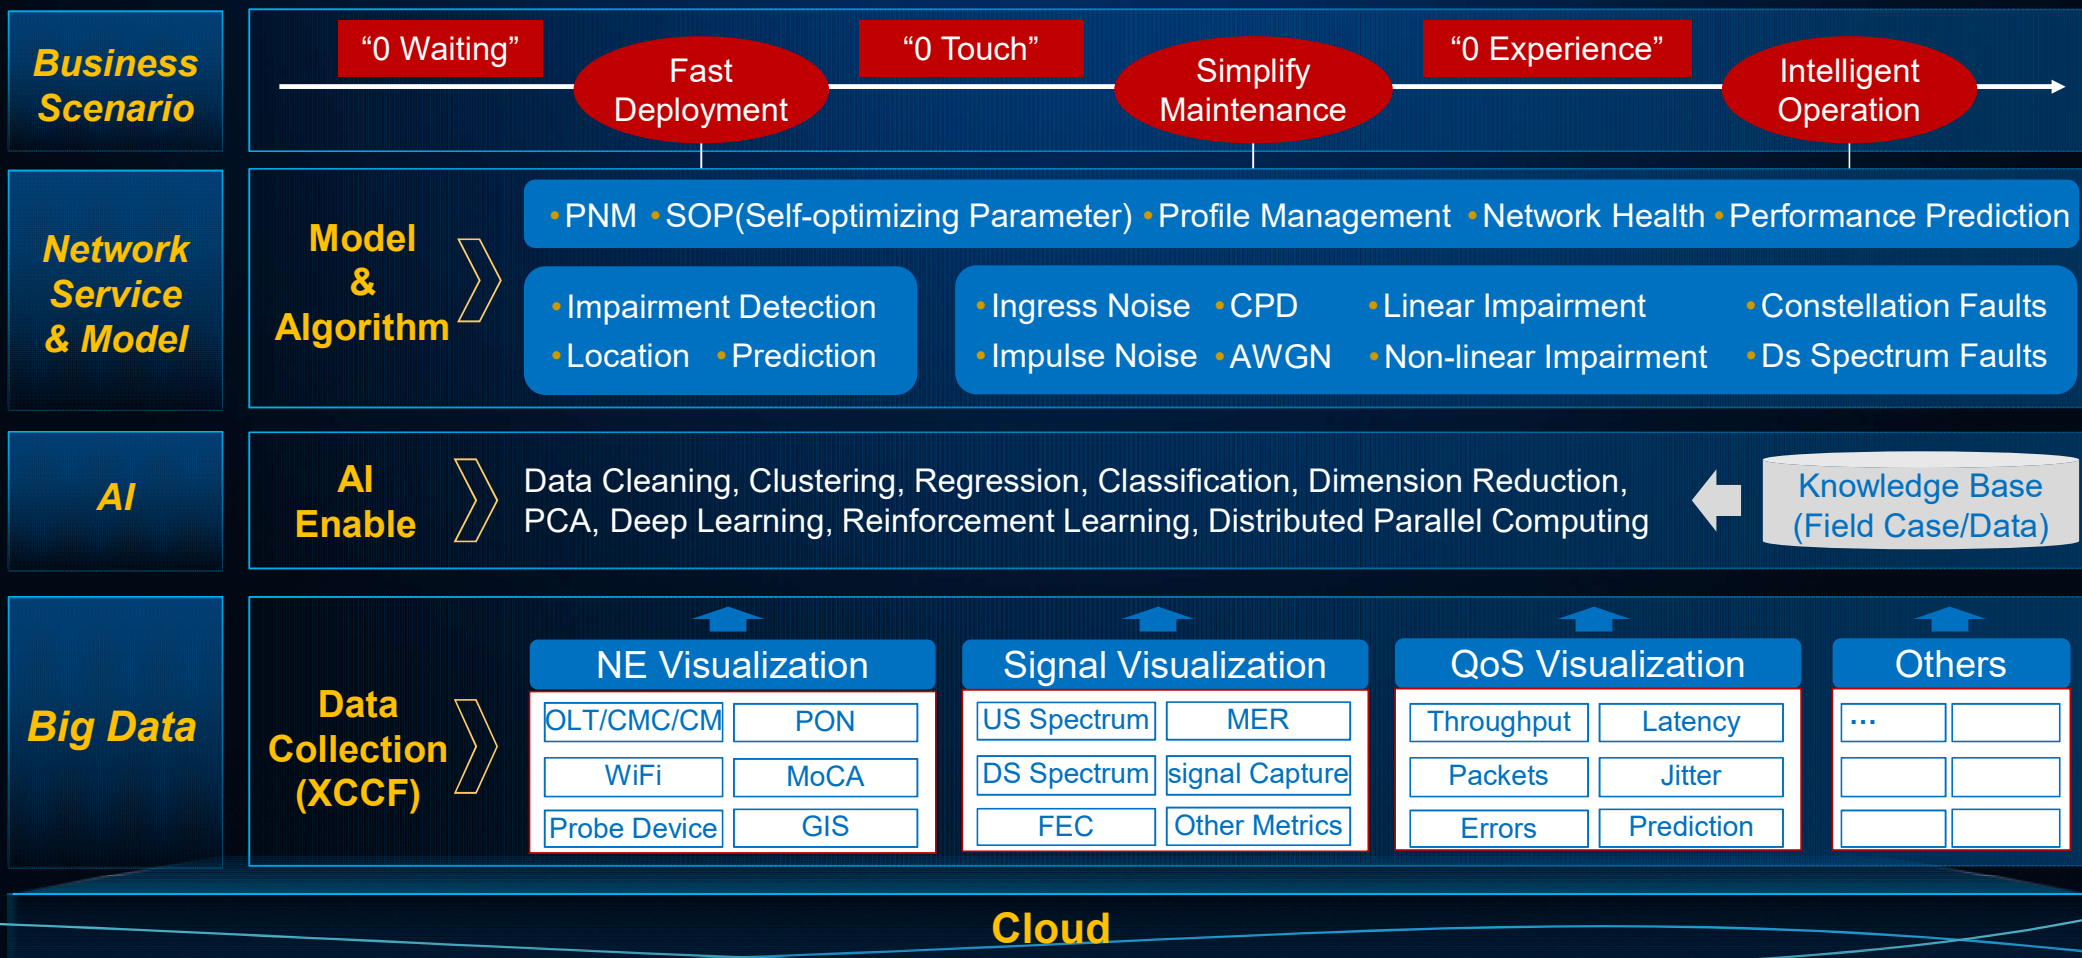 Business
Scenario
“0 Waiting”
Fast
Deployment
“0 Touch”
Simplify
Maintenance
“0 Experience”
Intelligent
Operation
Network
Service
& Model
Model
&
Algorithm
•PNM •SOP(Self-optimizing Parameter) •Profile Management •Network Health •Performance Prediction
•Impairment Detection
•Location •Prediction
•Ingress Noise •CPD •Linear Impairment •Constellation Faults
•Impulse Noise •AWGN •Non-linear Impairment •Ds Spectrum Faults
AI
AI
Enable
Data Cleaning, Clustering, Regression, Classification, Dimension Reduction,
PCA, Deep Learning, Reinforcement Learning, Distributed Parallel Computing
Knowledge Base
(Field Case/Data)
Big Data
Data
Collection
(XCCF)
NE Visualization
OLT/CMC/CM PON
WiFi MoCA
Probe Device GIS
Signal Visualization
US Spectrum MER
DS Spectrum signal Capture
FEC Other Metrics
QoS Visualization
Throughput Latency
Packets Jitter
Errors Prediction
Others
...
Cloud